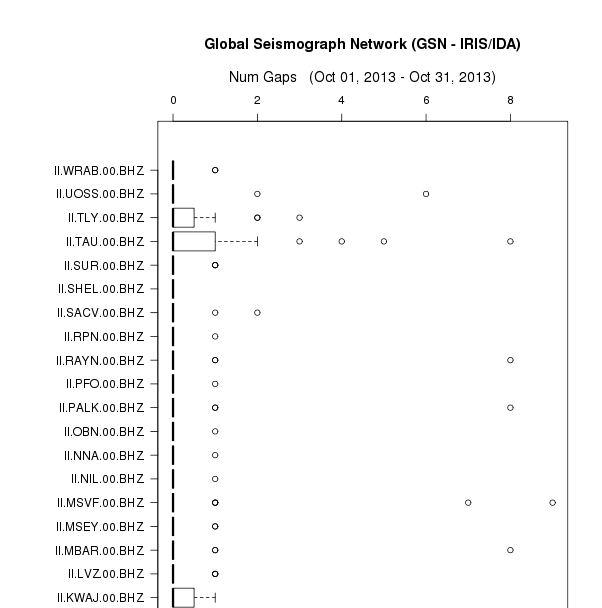 Global Seismograph Network (GSN - IRIS/IDA)
Num Gaps (Oct 01, 2013 - Oct 31, 2013)
0 2 4 6 8
II.WRAB.00.BHZ
II.UOSS.00.BHZ
II.TLY.00.BHZ
II.TAU.00.BHZ
II.SUR.00.BHZ
II.SHEL.00.BHZ
II.SACV.00.BHZ
II.RPN.00.BHZ
II.RAYN.00.BHZ
II.PFO.00.BHZ
II.PALK.00.BHZ
II.OBN.00.BHZ
II.NNA.00.BHZ
II.NIL.00.BHZ
II.MSVF.00.BHZ
II.MSEY.00.BHZ
II.MBAR.00.BHZ
II.LVZ.00.BHZ
II.KWAJ.00.BHZ